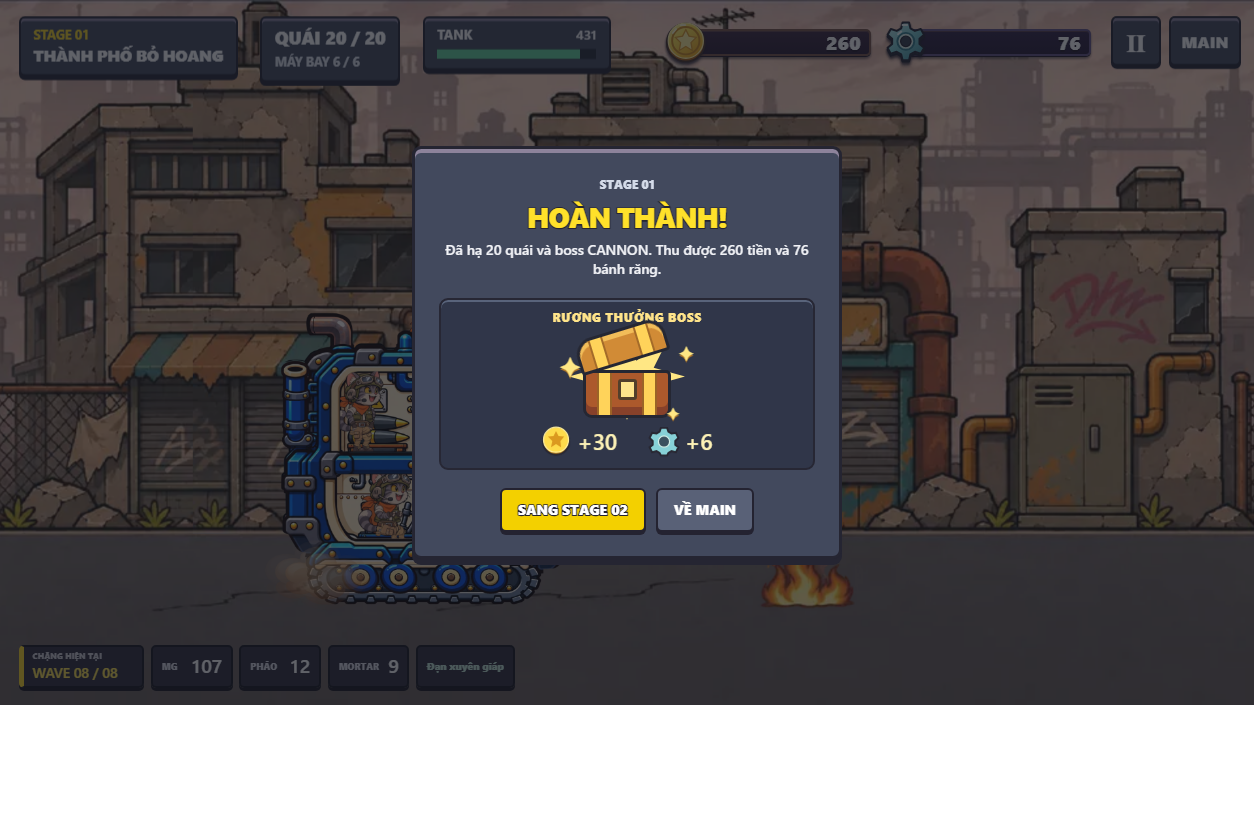 STAGE 01
THÀNH PHỐ BỎ HOANG
QUÁI 20 / 20
MÁY BAY 6 / 6
TANK 431
260
76
II
MAIN
STAGE 01
HOÀN THÀNH!
Đã hạ 20 quái và boss CANNON. Thu được 260 tiền và 76
bánh răng.
RƯƠNG THƯỞNG BOSS
+30 +6
SANG STAGE 02
VỀ MAIN
CHẶNG HIỆN TẠI
WAVE 08 / 08
MG 107
PHÁO 12
MORTAR 9
Đạn xuyên giáp